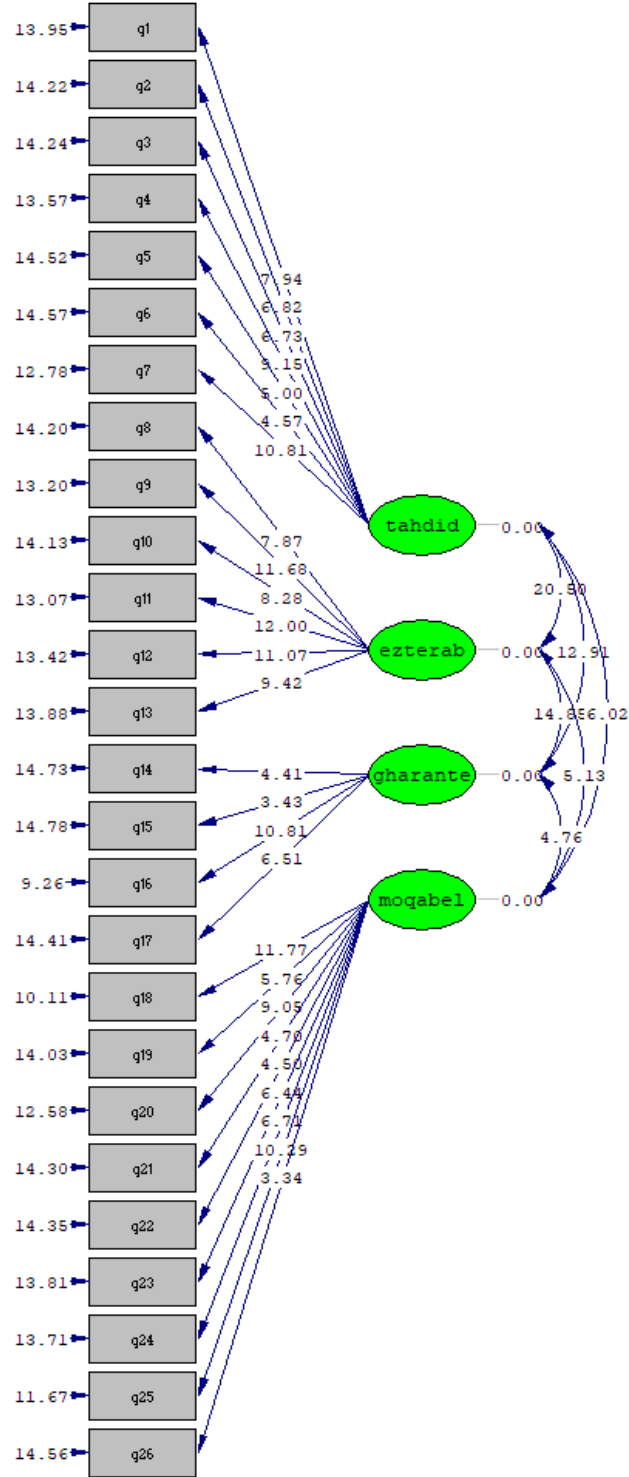 13.95 q1
14.22 q2
14.24 q3
13.57 q4
14.52 q5
14.57 q6
12.78 q7
14.20 q8
13.20 q9
14.13 q10
13.07 q11
13.42 q12
13.88 q13
14.73 q14
14.78 q15
9.26 q16
14.41 q17
10.11 q18
14.03 q19
12.58 q20
14.30 q21
14.35 q22
13.81 q23
13.71 q24
11.67 q25
14.56 q26
7.94
6.82
6.73
9.15
5.00
4.57
10.81
7.87
11.68
8.28
12.00
11.07
9.42
4.41
3.43
10.81
6.51
11.77
5.76
9.05
4.70
4.50
6.44
6.71
10.29
3.34
tahdid 0.00
ezterab 0.00
gharante 0.00
moqabel 0.00
20.50
12.91
14.85
6.02
5.13
4.76